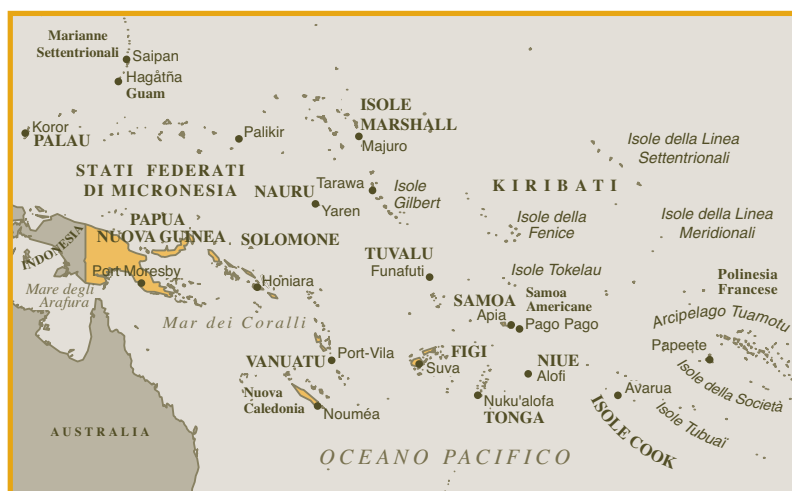 Marianne
Settentrionali
Saipan
Hagåtña
Guam
Koror
PALAU
Palikir
ISOLE
MARSHALL
Majuro
Isole della Linea
Settentrionali
STATI FEDERATI
DI MICRONESIA
NAURU
Tarawa
Yaren
Isole
Gilbert
KIRIBATI
Isole della
Fenice
Isole della Linea
Meridionali
INDONESIA
PAPUA
NUOVA GUINEA
SOLOMONE
Port Moresby
Honiara
TUVALU
Funafuti
Isole Tokelau
Mare degli
Arafura
Mar dei Coralli
SAMOA
Apia
Samoa
Americane
Pago Pago
Polinesia
Francese
Arcipelago Tuamotu
Papeete
VANUATU
Port-Vila
FIGI
Suva
NIUE
Alofi
Isole della Società
Nuova
Caledonia
Nouméa
Nuku'alofa
TONGA
Avarua
ISOLE COOK
Isole Tubuaï
AUSTRALIA
OCEANO PACIFICO